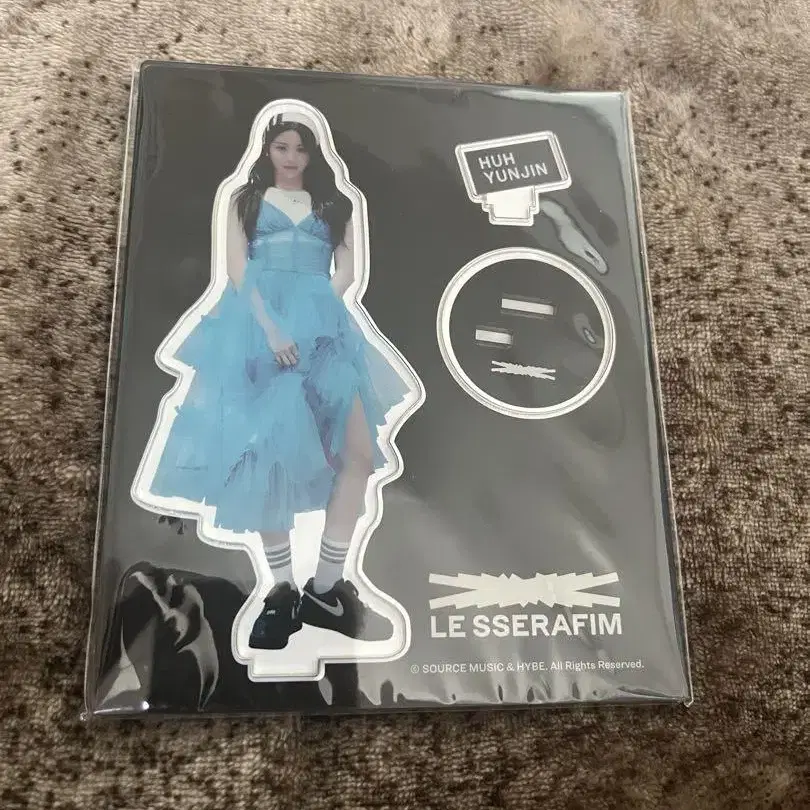 HUH
YUNJIN
LE SSERAFIM
© SOURCE MUSIC & HYBE. All Rights Reserved.